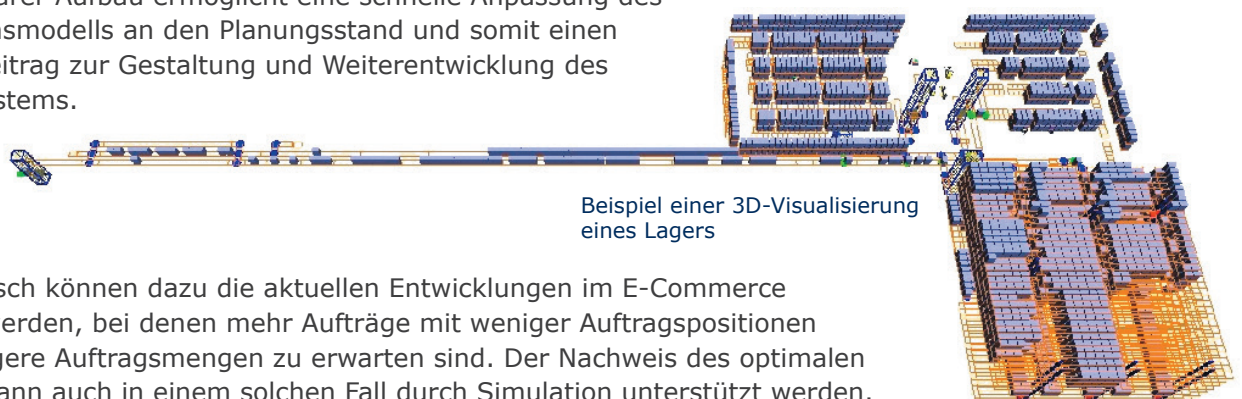 arer Aufbau ermöglicht eine schnelle Anpassung des
smodells an den Planungsstand und somit einen
eitrag zur Gestaltung und Weiterentwicklung des
stems.
Beispiel einer 3D-Visualisierung
eines Lagers
sch können dazu die aktuellen Entwicklungen im E-Commerce
werden, bei denen mehr Aufträge mit weniger Auftragspositionen
gere Auftragsmengen zu erwarten sind. Der Nachweis des optimalen
ann auch in einem solchen Fall durch Simulation unterstützt werden.